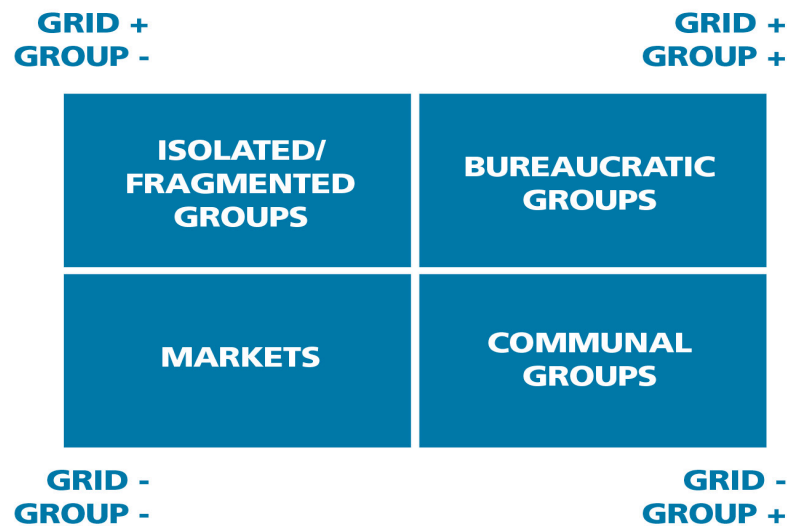 GRID +
GROUP -
GRID +
GROUP +
ISOLATED/
FRAGMENTED
GROUPS
BUREAUCRATIC
GROUPS
MARKETS
COMMUNAL
GROUPS
GRID -
GROUP -
GRID -
GROUP +